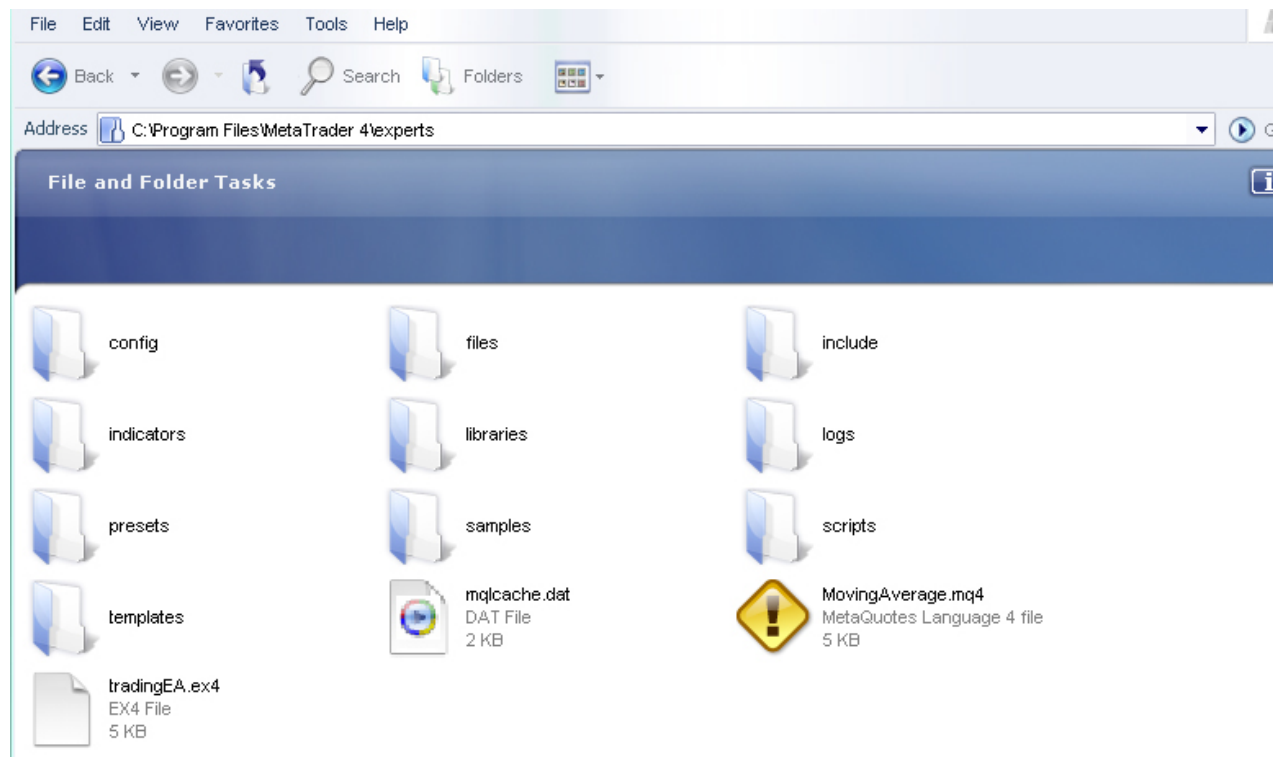 File Edit View Favorites Tools Help
Back Search Folders
Address C:\Program Files\MetaTrader 4\experts
File and Folder Tasks
config files include
indicators libraries logs
presets samples scripts
templates
mqlcache.dat
DAT File
2 KB
MovingAverage.mq4
MetaQuotes Language 4 file
5 KB
tradingEA.ex4
EX4 File
5 KB